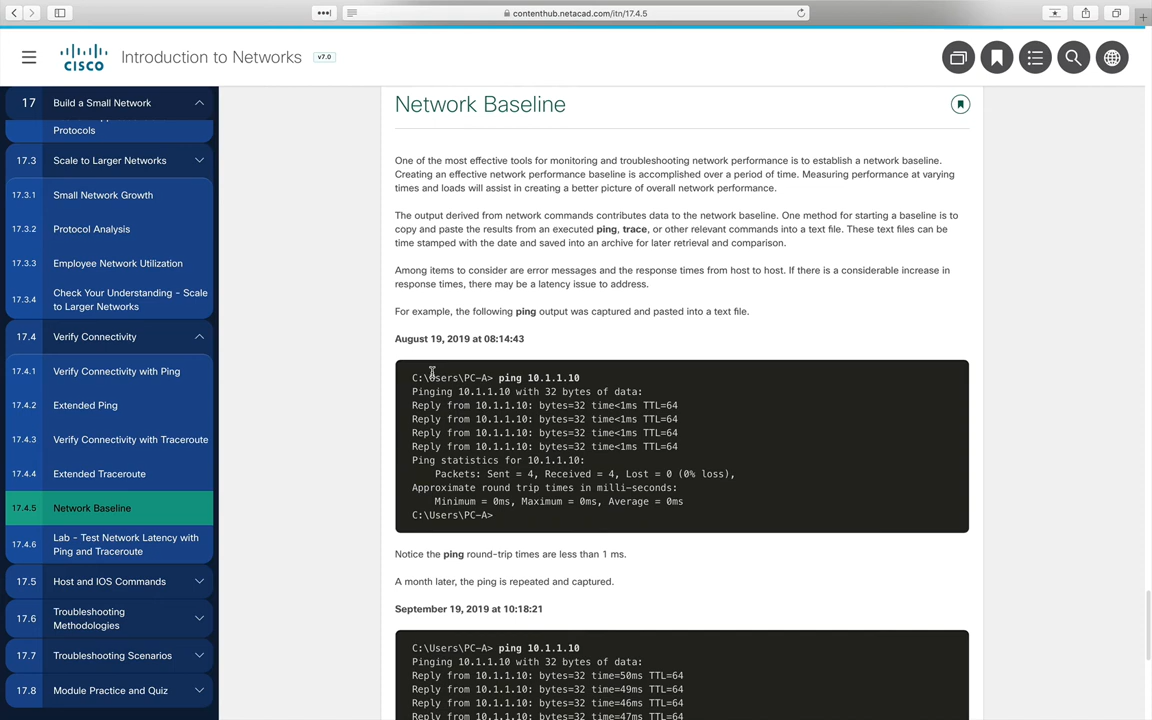 contenthub.netacad.com/itn/17.4.5
CISCO
Introduction to Networks
v7.0
17 Build a Small Network
Protocols
17.3 Scale to Larger Networks
17.3.1 Small Network Growth
17.3.2 Protocol Analysis
17.3.3 Employee Network Utilization
17.3.4 Check Your Understanding - Scale
to Larger Networks
17.4 Verify Connectivity
17.4.1 Verify Connectivity with Ping
17.4.2 Extended Ping
17.4.3 Verify Connectivity with Traceroute
17.4.4 Extended Traceroute
17.4.5 Network Baseline
17.4.6 Lab - Test Network Latency with
Ping and Traceroute
17.5 Host and IOS Commands
17.6 Troubleshooting
Methodologies
17.7 Troubleshooting Scenarios
17.8 Module Practice and Quiz
Network Baseline
One of the most effective tools for monitoring and troubleshooting network performance is to establish a network baseline.
Creating an effective network performance baseline is accomplished over a period of time. Measuring performance at varying
times and loads will assist in creating a better picture of overall network performance.
The output derived from network commands contributes data to the network baseline. One method for starting a baseline is to
copy and paste the results from an executed ping, trace, or other relevant commands into a text file. These text files can be
time stamped with the date and saved into an archive for later retrieval and comparison.
Among items to consider are error messages and the response times from host to host. If there is a considerable increase in
response times, there may be a latency issue to address.
For example, the following ping output was captured and pasted into a text file.
August 19, 2019 at 08:14:43
C:\Users\PC-A> ping 10.1.1.10
Pinging 10.1.1.10 with 32 bytes of data:
Reply from 10.1.1.10: bytes=32 time<1ms TTL=64
Reply from 10.1.1.10: bytes=32 time<1ms TTL=64
Reply from 10.1.1.10: bytes=32 time<1ms TTL=64
Reply from 10.1.1.10: bytes=32 time<1ms TTL=64
Ping statistics for 10.1.1.10:
Packets: Sent = 4, Received = 4, Lost = 0 (0% loss),
Approximate round trip times in milli-seconds:
Minimum = 0ms, Maximum = 0ms, Average = 0ms
C:\Users\PC-A>
Notice the ping round-trip times are less than 1 ms.
A month later, the ping is repeated and captured.
September 19, 2019 at 10:18:21
C:\Users\PC-A> ping 10.1.1.10
Pinging 10.1.1.10 with 32 bytes of data:
Reply from 10.1.1.10: bytes=32 time=50ms TTL=64
Reply from 10.1.1.10: bytes=32 time=49ms TTL=64
Reply from 10.1.1.10: bytes=32 time=46ms TTL=64
Reply from 10.1.1.10: bytes=32 time=47ms TTL=64